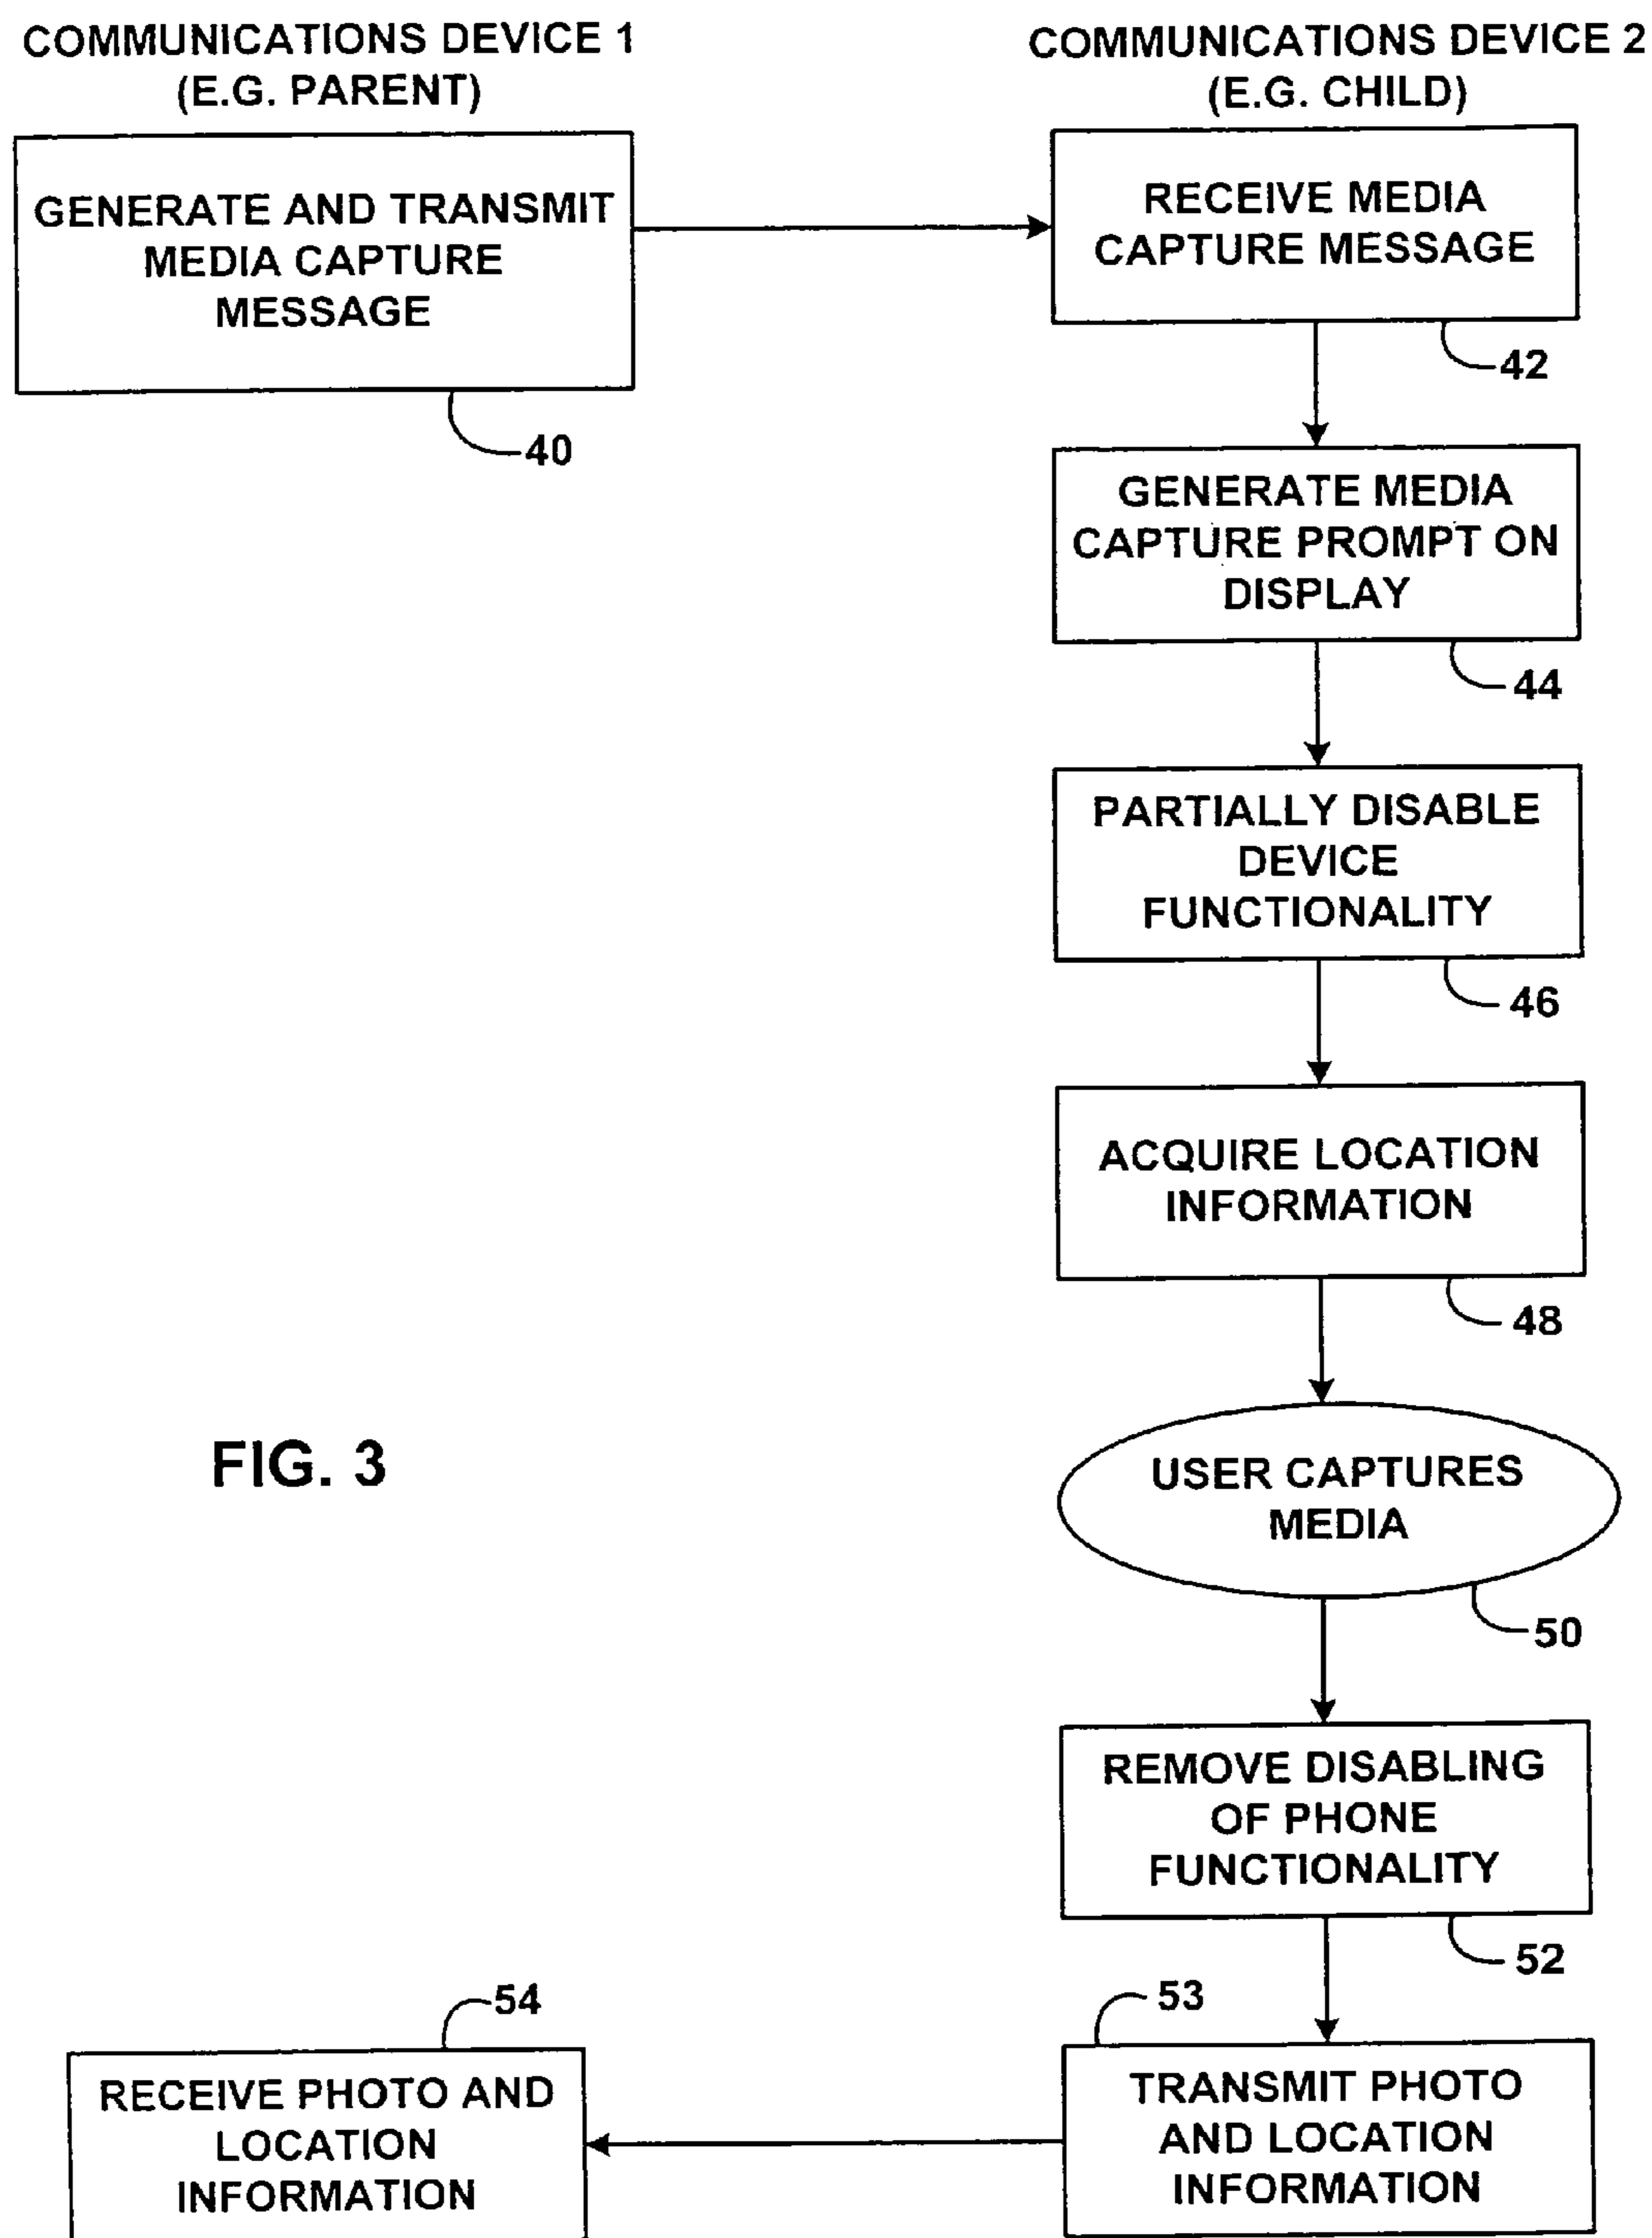 COMMUNICATIONS DEVICE 1
(E.G. PARENT)
COMMUNICATIONS DEVICE 2
(E.G. CHILD)
GENERATE AND TRANSMIT
MEDIA CAPTURE
MESSAGE
40
RECEIVE MEDIA
CAPTURE MESSAGE
42
GENERATE MEDIA
CAPTURE PROMPT ON
DISPLAY
44
PARTIALLY DISABLE
DEVICE
FUNCTIONALITY
46
ACQUIRE LOCATION
INFORMATION
48
FIG. 3
USER CAPTURES
MEDIA
50
REMOVE DISABLING
OF PHONE
FUNCTIONALITY
52
53
TRANSMIT PHOTO
AND LOCATION
INFORMATION
54
RECEIVE PHOTO AND
LOCATION
INFORMATION